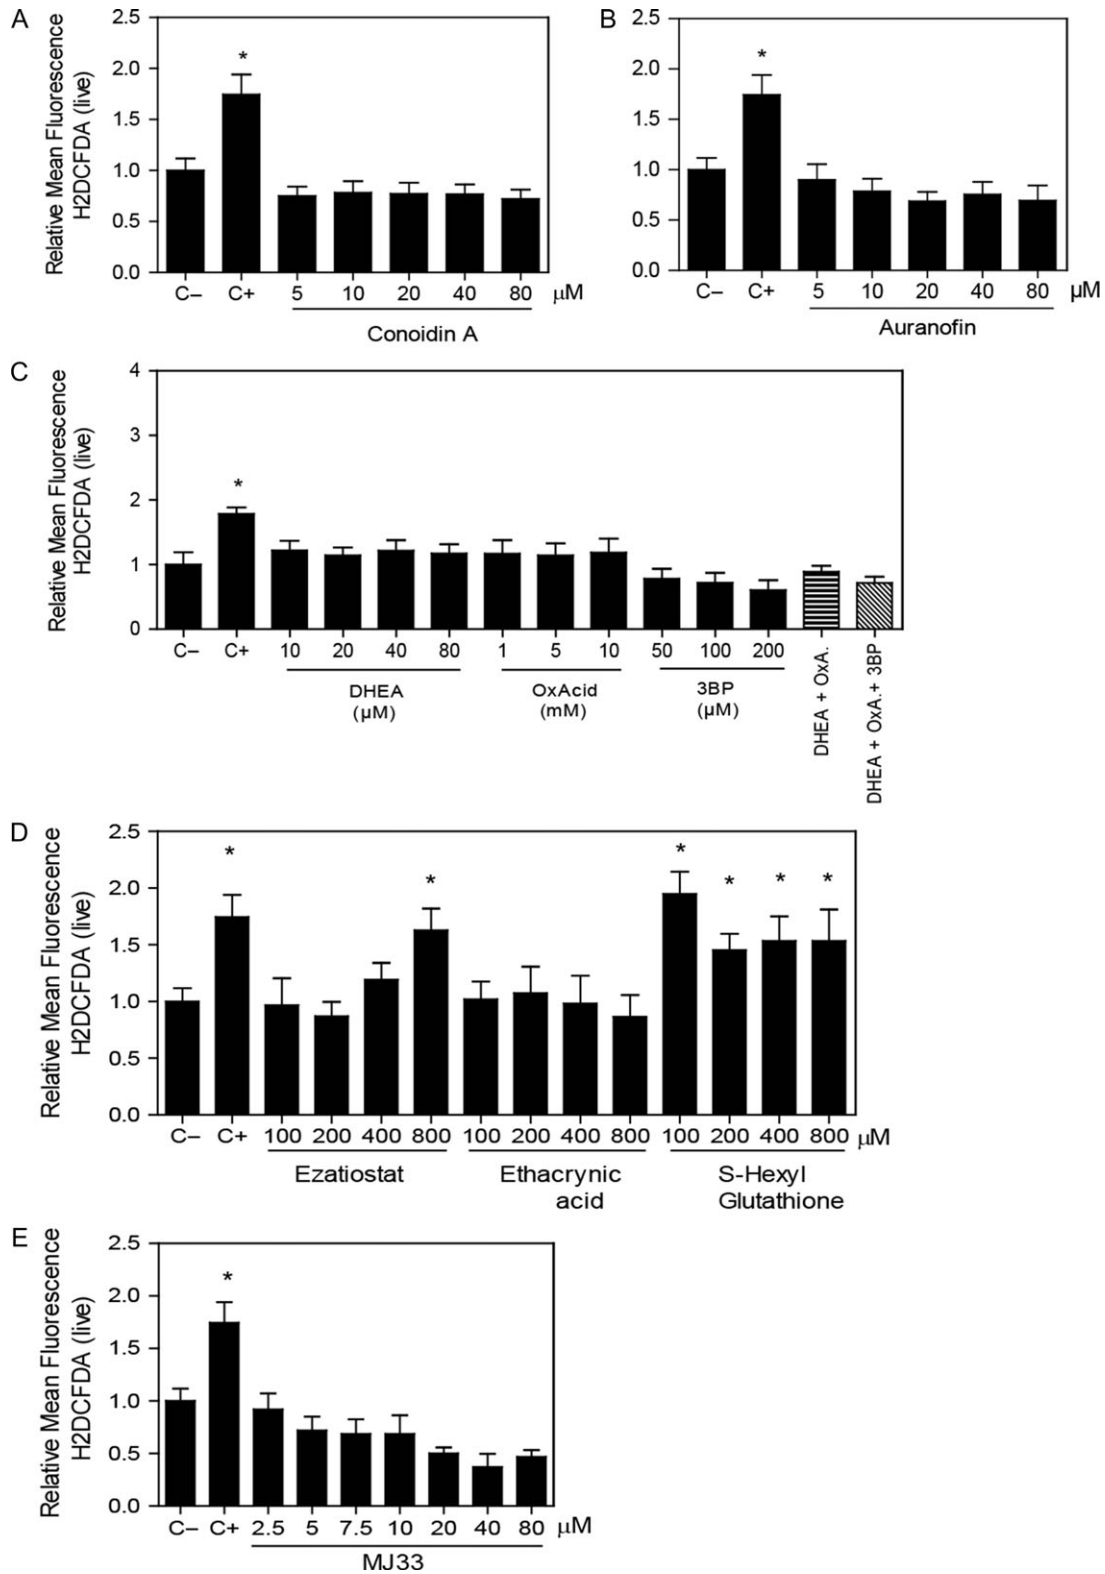 A
Relative Mean Fluorescence
H2DCFDA (live)
2.5
2.0
1.5
1.0
0.5
0.0
*
C– C+ 5 10 20 40 80 µM
Conoidin A
B
Relative Mean Fluorescence
H2DCFDA (live)
2.5
2.0
1.5
1.0
0.5
0.0
*
C– C+ 5 10 20 40 80 µM
Auranofin
C
Relative Mean Fluorescence
H2DCFDA (live)
4
3
2
1
0
*
C– C+ 10 20 40 80 1 5 10 50 100 200
DHEA OxAcid 3BP
(µM) (mM) (µM)
DHEA + OxA.
DHEA + OxA.+ 3BP
D
Relative Mean Fluorescence
H2DCFDA (live)
2.5
2.0
1.5
1.0
0.5
0.0
* * * * * *
C– C+ 100 200 400 800 100 200 400 800 100 200 400 800 µM
Ezatiostat Ethacrynic S-Hexyl
acid Glutathione
E
Relative Mean Fluorescence
H2DCFDA (live)
2.5
2.0
1.5
1.0
0.5
0.0
*
C– C+ 2.5 5 7.5 10 20 40 80 µM
MJ33